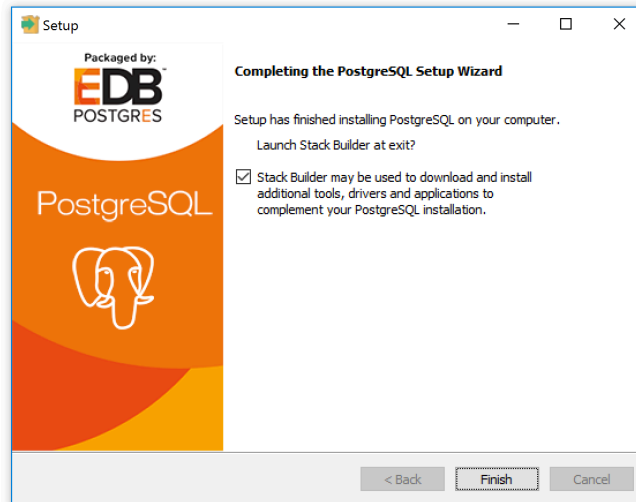 Setup
Packaged by:
EDB™
POSTGRES
PostgreSQL
Completing the PostgreSQL Setup Wizard
Setup has finished installing PostgreSQL on your computer.
Launch Stack Builder at exit?
Stack Builder may be used to download and install
additional tools, drivers and applications to
complement your PostgreSQL installation.
< Back
Finish
Cancel